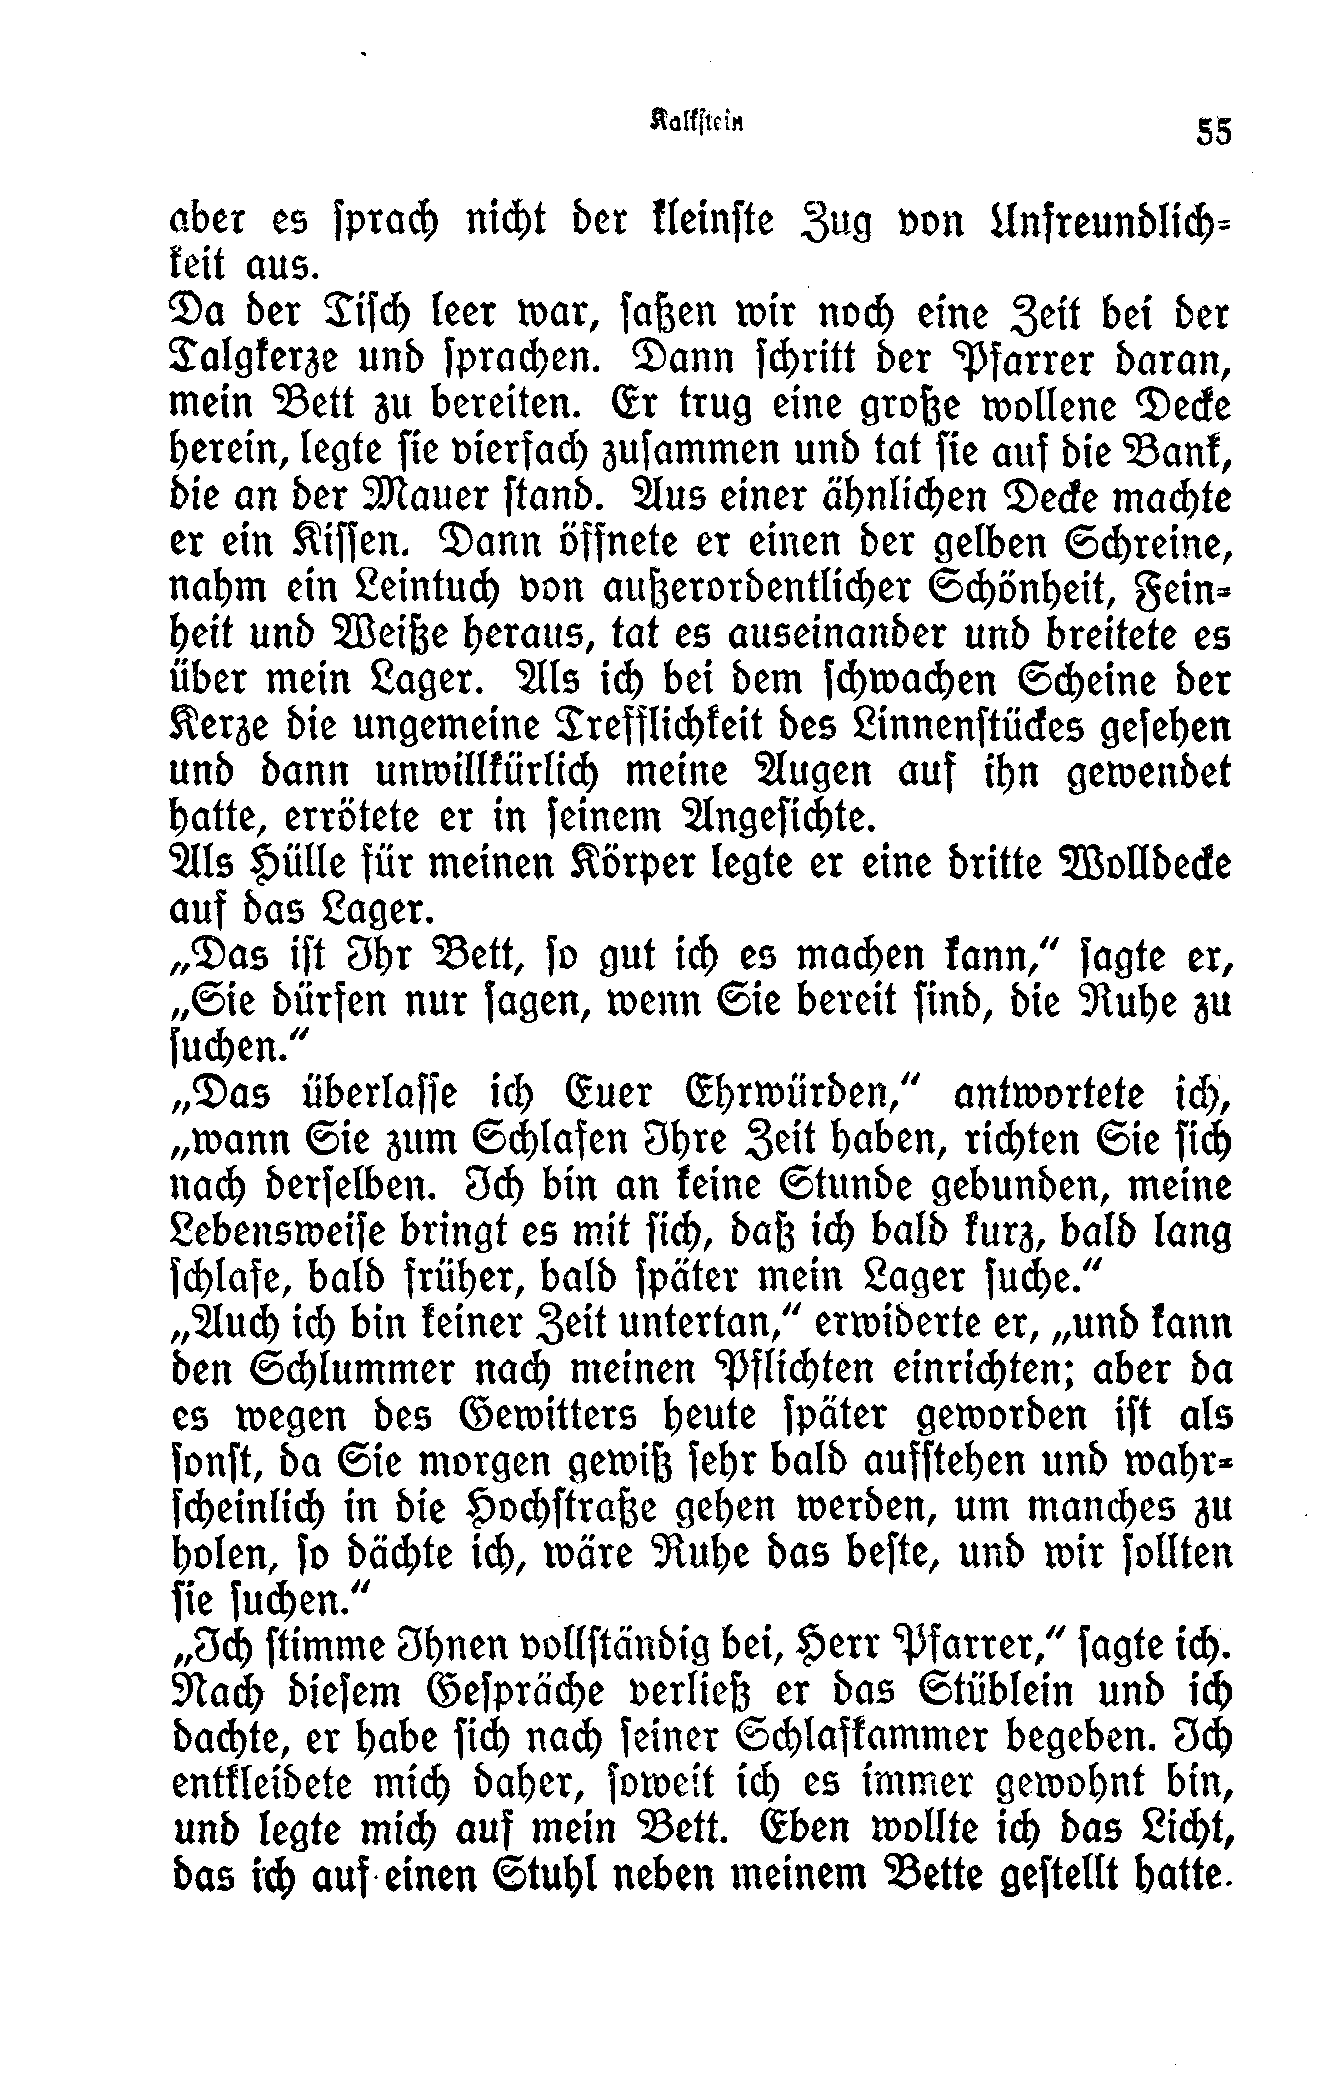 Kalkstein
55
aber es sprach nicht der kleinste Zug von Unfreundlich-
keit aus.
Da der Tisch leer war, saßen wir noch eine Zeit bei der
Talgkerze und sprachen. Dann schritt der Pfarrer daran,
mein Bett zu bereiten. Er trug eine große wollene Decke
herein, legte sie vierfach zusammen und tat sie auf die Bank,
die an der Mauer stand. Aus einer ähnlichen Decke machte
er ein Kissen. Dann öffnete er einen der gelben Schreine,
nahm ein Leintuch von außerordentlicher Schönheit, Fein-
heit und Weiße heraus, tat es auseinander und breitete es
über mein Lager. Als ich bei dem schwachen Scheine der
Kerze die ungemeine Trefflichkeit des Linnenstückes gesehen
und dann unwillkürlich meine Augen auf ihn gewendet
hatte, errötete er in seinem Angesichte.
Als Hülle für meinen Körper legte er eine dritte Wolldecke
auf das Lager.
„Das ist Ihr Bett, so gut ich es machen kann,“ sagte er,
„Sie dürfen nur sagen, wenn Sie bereit sind, die Ruhe zu
suchen.“
„Das überlasse ich Euer Ehrwürden,“ antwortete ich,
„wann Sie zum Schlafen Ihre Zeit haben, richten Sie sich
nach derselben. Ich bin an keine Stunde gebunden, meine
Lebensweise bringt es mit sich, daß ich bald kurz, bald lang
schlafe, bald früher, bald später mein Lager suche.“
„Auch ich bin keiner Zeit untertan,“ erwiderte er, „und kann
den Schlummer nach meinen Pflichten einrichten; aber da
es wegen des Gewitters heute später geworden ist als
sonst, da Sie morgen gewiß sehr bald aufstehen und wahr-
scheinlich in die Hochstraße gehen werden, um manches zu
holen, so dächte ich, wäre Ruhe das beste, und wir sollten
sie suchen.“
„Ich stimme Ihnen vollständig bei, Herr Pfarrer,“ sagte ich.
Nach diesem Gespräche verließ er das Stüblein und ich
dachte, er habe sich nach seiner Schlafkammer begeben. Ich
entkleidete mich daher, soweit ich es immer gewohnt bin,
und legte mich auf mein Bett. Eben wollte ich das Licht,
das ich auf einen Stuhl neben meinem Bette gestellt hatte.